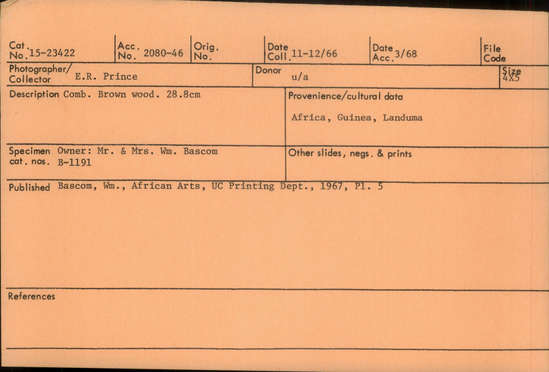 Cat. No. 15-23422 Acc. No. 2080-46 Orig. No. Date Coll. 11-12/66 Date Acc. 3/68 File Code
Photographer/ Collector E.R. Prince Donor u/a Size 4X5
Description Comb. Brown wood. 28.8cm Provenience/cultural data
Africa, Guinea, Landuma
Specimen cat. nos. Owner: Mr. & Mrs. Wm. Bascom Other slides, negs. & prints
B-1191
Published Bascom, Wm., African Arts, UC Printing Dept., 1967, Pl. 5
References